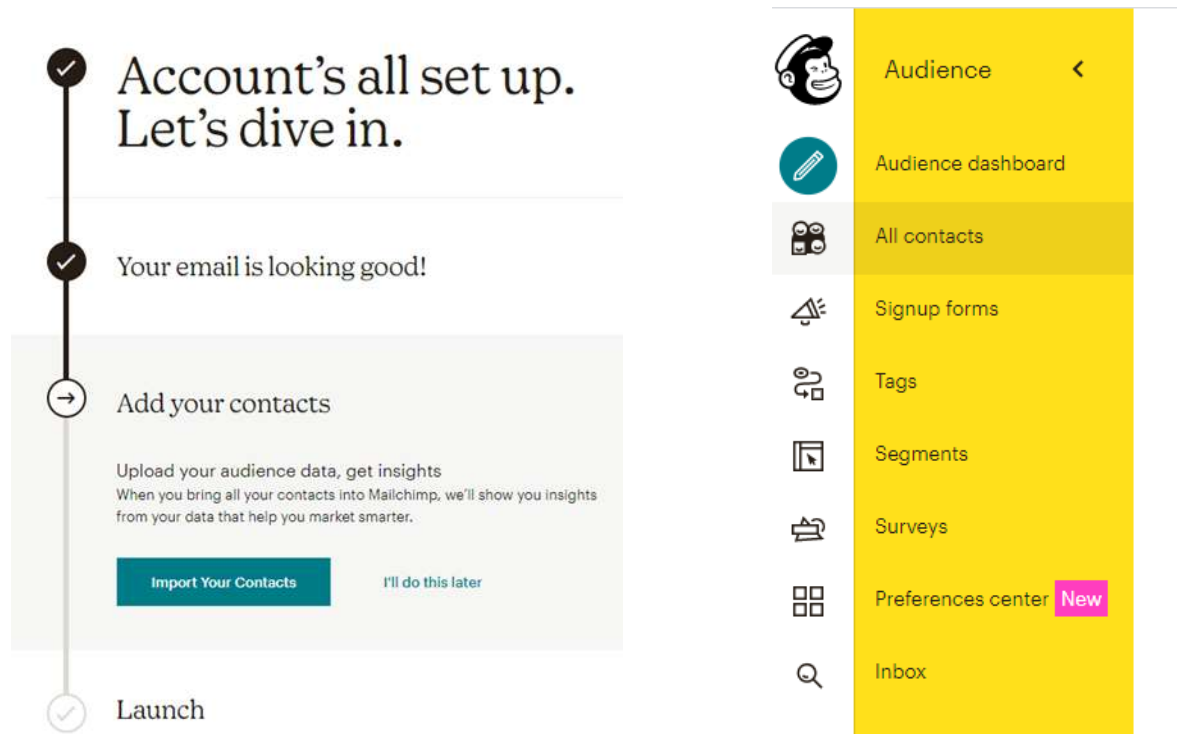 Account's all set up.
Let's dive in.
Your email is looking good!
Add your contacts
Upload your audience data, get insights
When you bring all your contacts into Mailchimp, we'll show you insights
from your data that help you market smarter.
Import Your Contacts I'll do this later
Launch
Audience
Audience dashboard
All contacts
Signup forms
Tags
Segments
Surveys
Preferences center New
Inbox